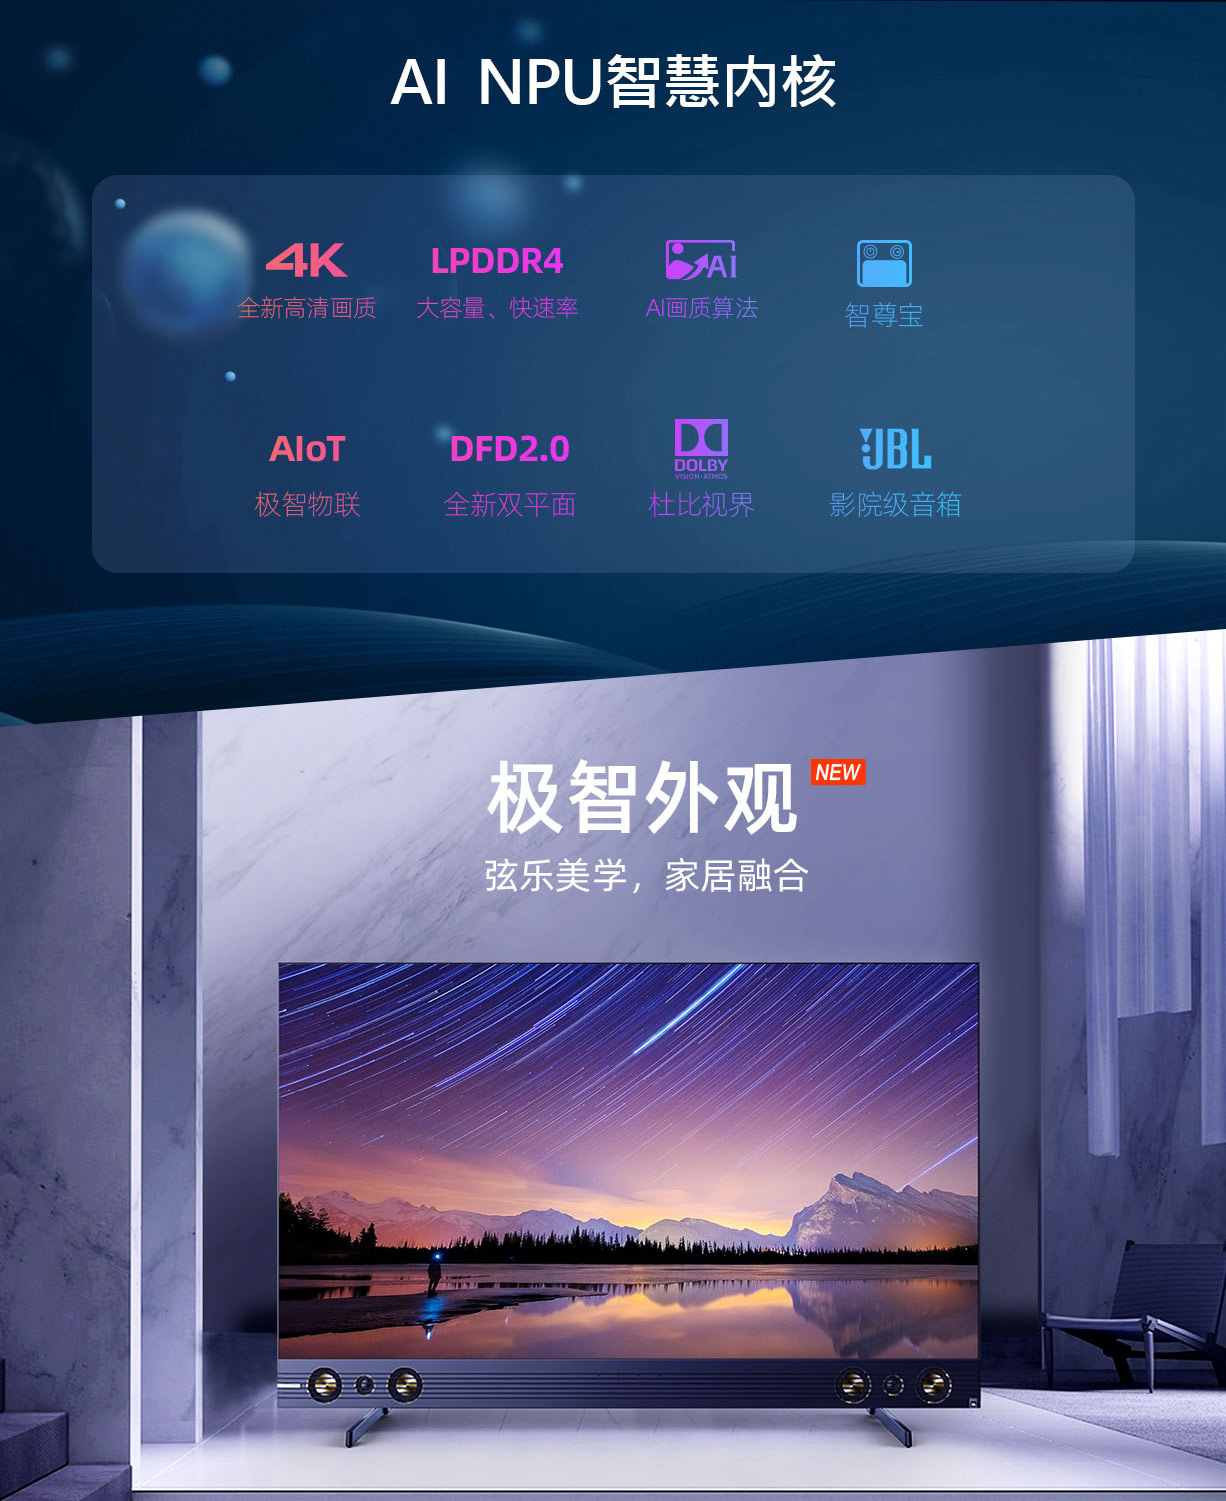 AI NPU智慧内核
4K
LPDDR4
AI
全新高清画质
大容量、快速率
AI画质算法
智尊宝
AIoT
DFD2.0
DOLBY
VISION·ATMOS
JBL
极智物联
全新双平面
杜比视界
影院级音箱
极智外观
NEW
弦乐美学，家居融合